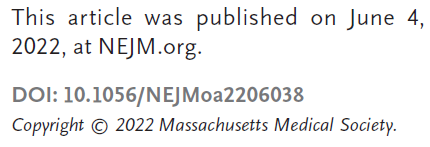 This article was published on June 4,
2022, at NEJM.org.
DOI: 10.1056/NEJMoa2206038
Copyright © 2022 Massachusetts Medical Society.